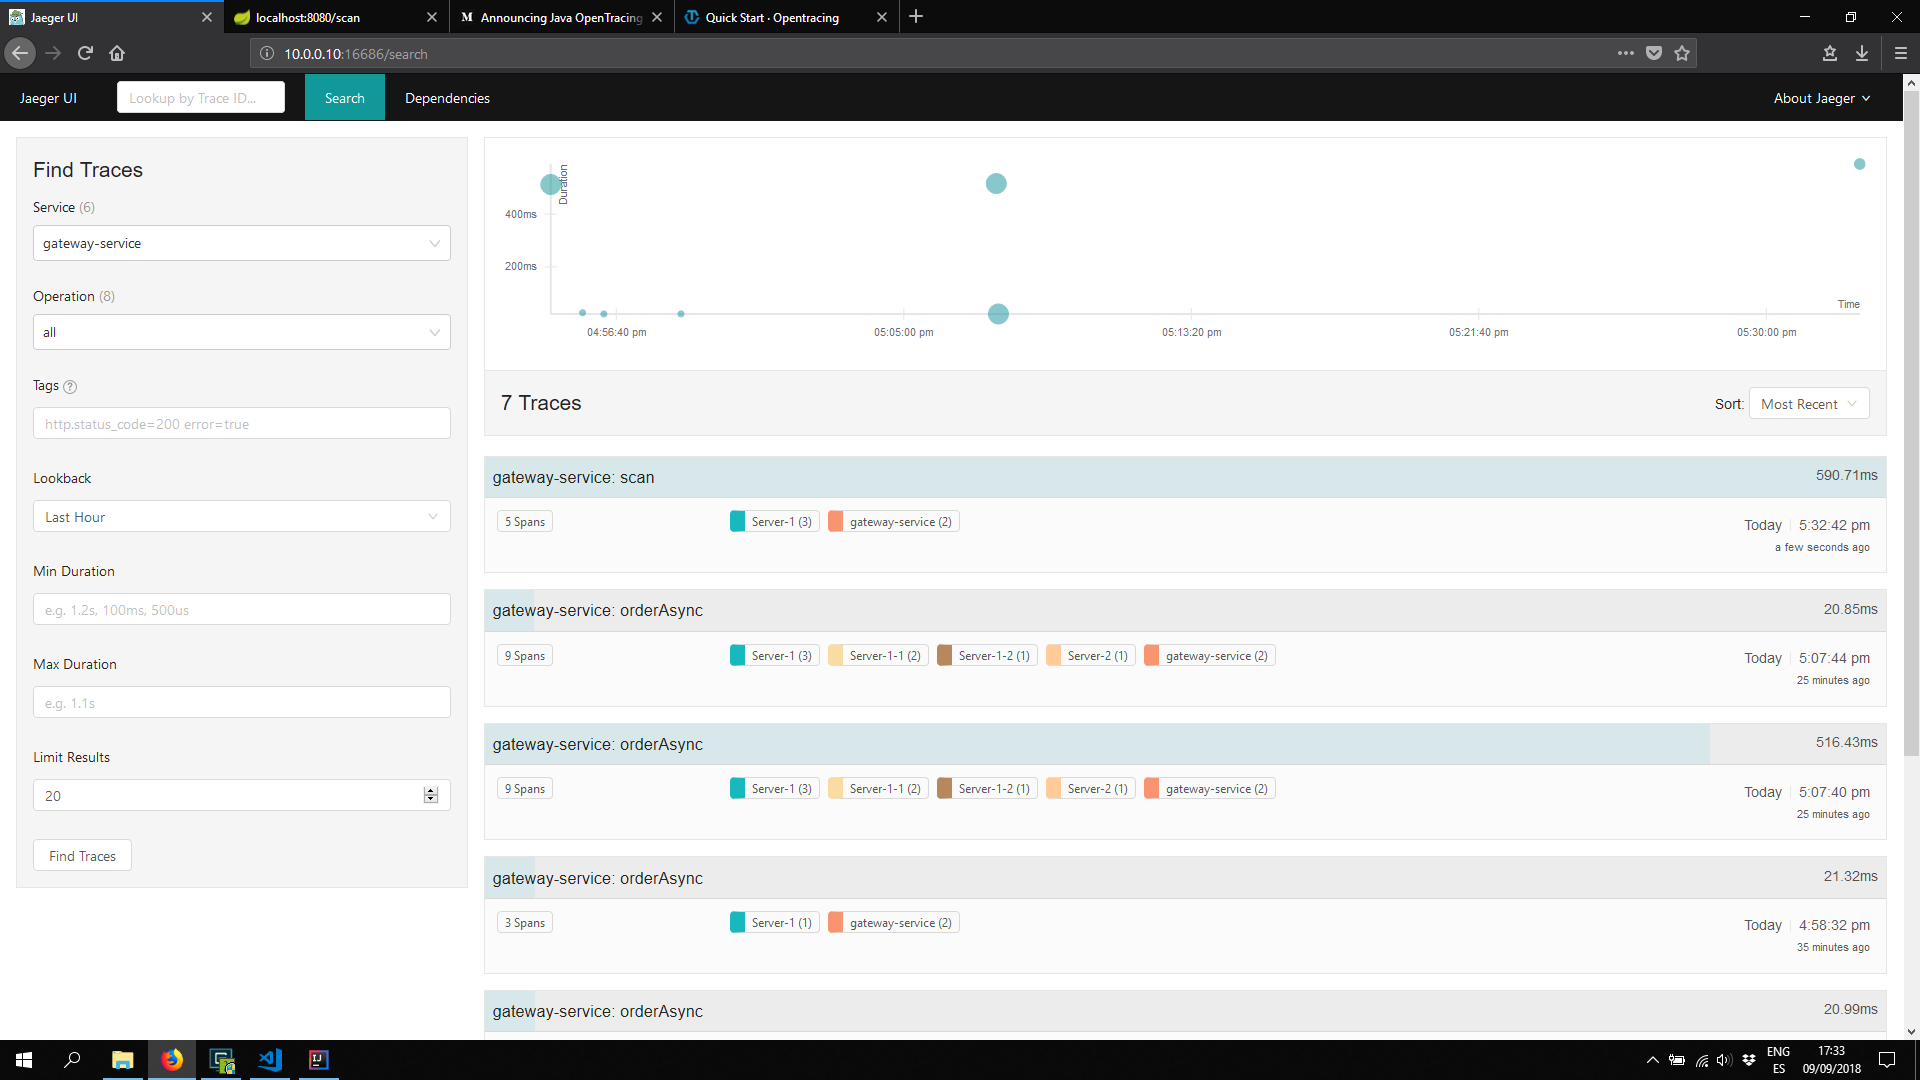 Jaeger UI
localhost:8080/scan
Announcing Java OpenTracing
Quick Start · Opentracing
10.0.0.10:16686/search
Jaeger UI
Lookup by Trace ID...
Search
Dependencies
About Jaeger
Find Traces
Service (6)
gateway-service
Operation (8)
all
Tags ?
http.status_code=200 error=true
Lookback
Last Hour
Min Duration
e.g. 1.2s, 100ms, 500us
Max Duration
e.g. 1.1s
Limit Results
20
Find Traces
Duration
400ms
200ms
Time
04:56:40 pm
05:05:00 pm
05:13:20 pm
05:21:40 pm
05:30:00 pm
7 Traces
Sort: Most Recent
gateway-service: scan
590.71ms
5 Spans
Server-1 (3)
gateway-service (2)
Today 5:32:42 pm
a few seconds ago
gateway-service: orderAsync
20.85ms
9 Spans
Server-1 (3)
Server-1-1 (2)
Server-1-2 (1)
Server-2 (1)
gateway-service (2)
Today 5:07:44 pm
25 minutes ago
gateway-service: orderAsync
516.43ms
9 Spans
Server-1 (3)
Server-1-1 (2)
Server-1-2 (1)
Server-2 (1)
gateway-service (2)
Today 5:07:40 pm
25 minutes ago
gateway-service: orderAsync
21.32ms
3 Spans
Server-1 (1)
gateway-service (2)
Today 4:58:32 pm
35 minutes ago
gateway-service: orderAsync
20.99ms
ENG
ES
17:33
09/09/2018